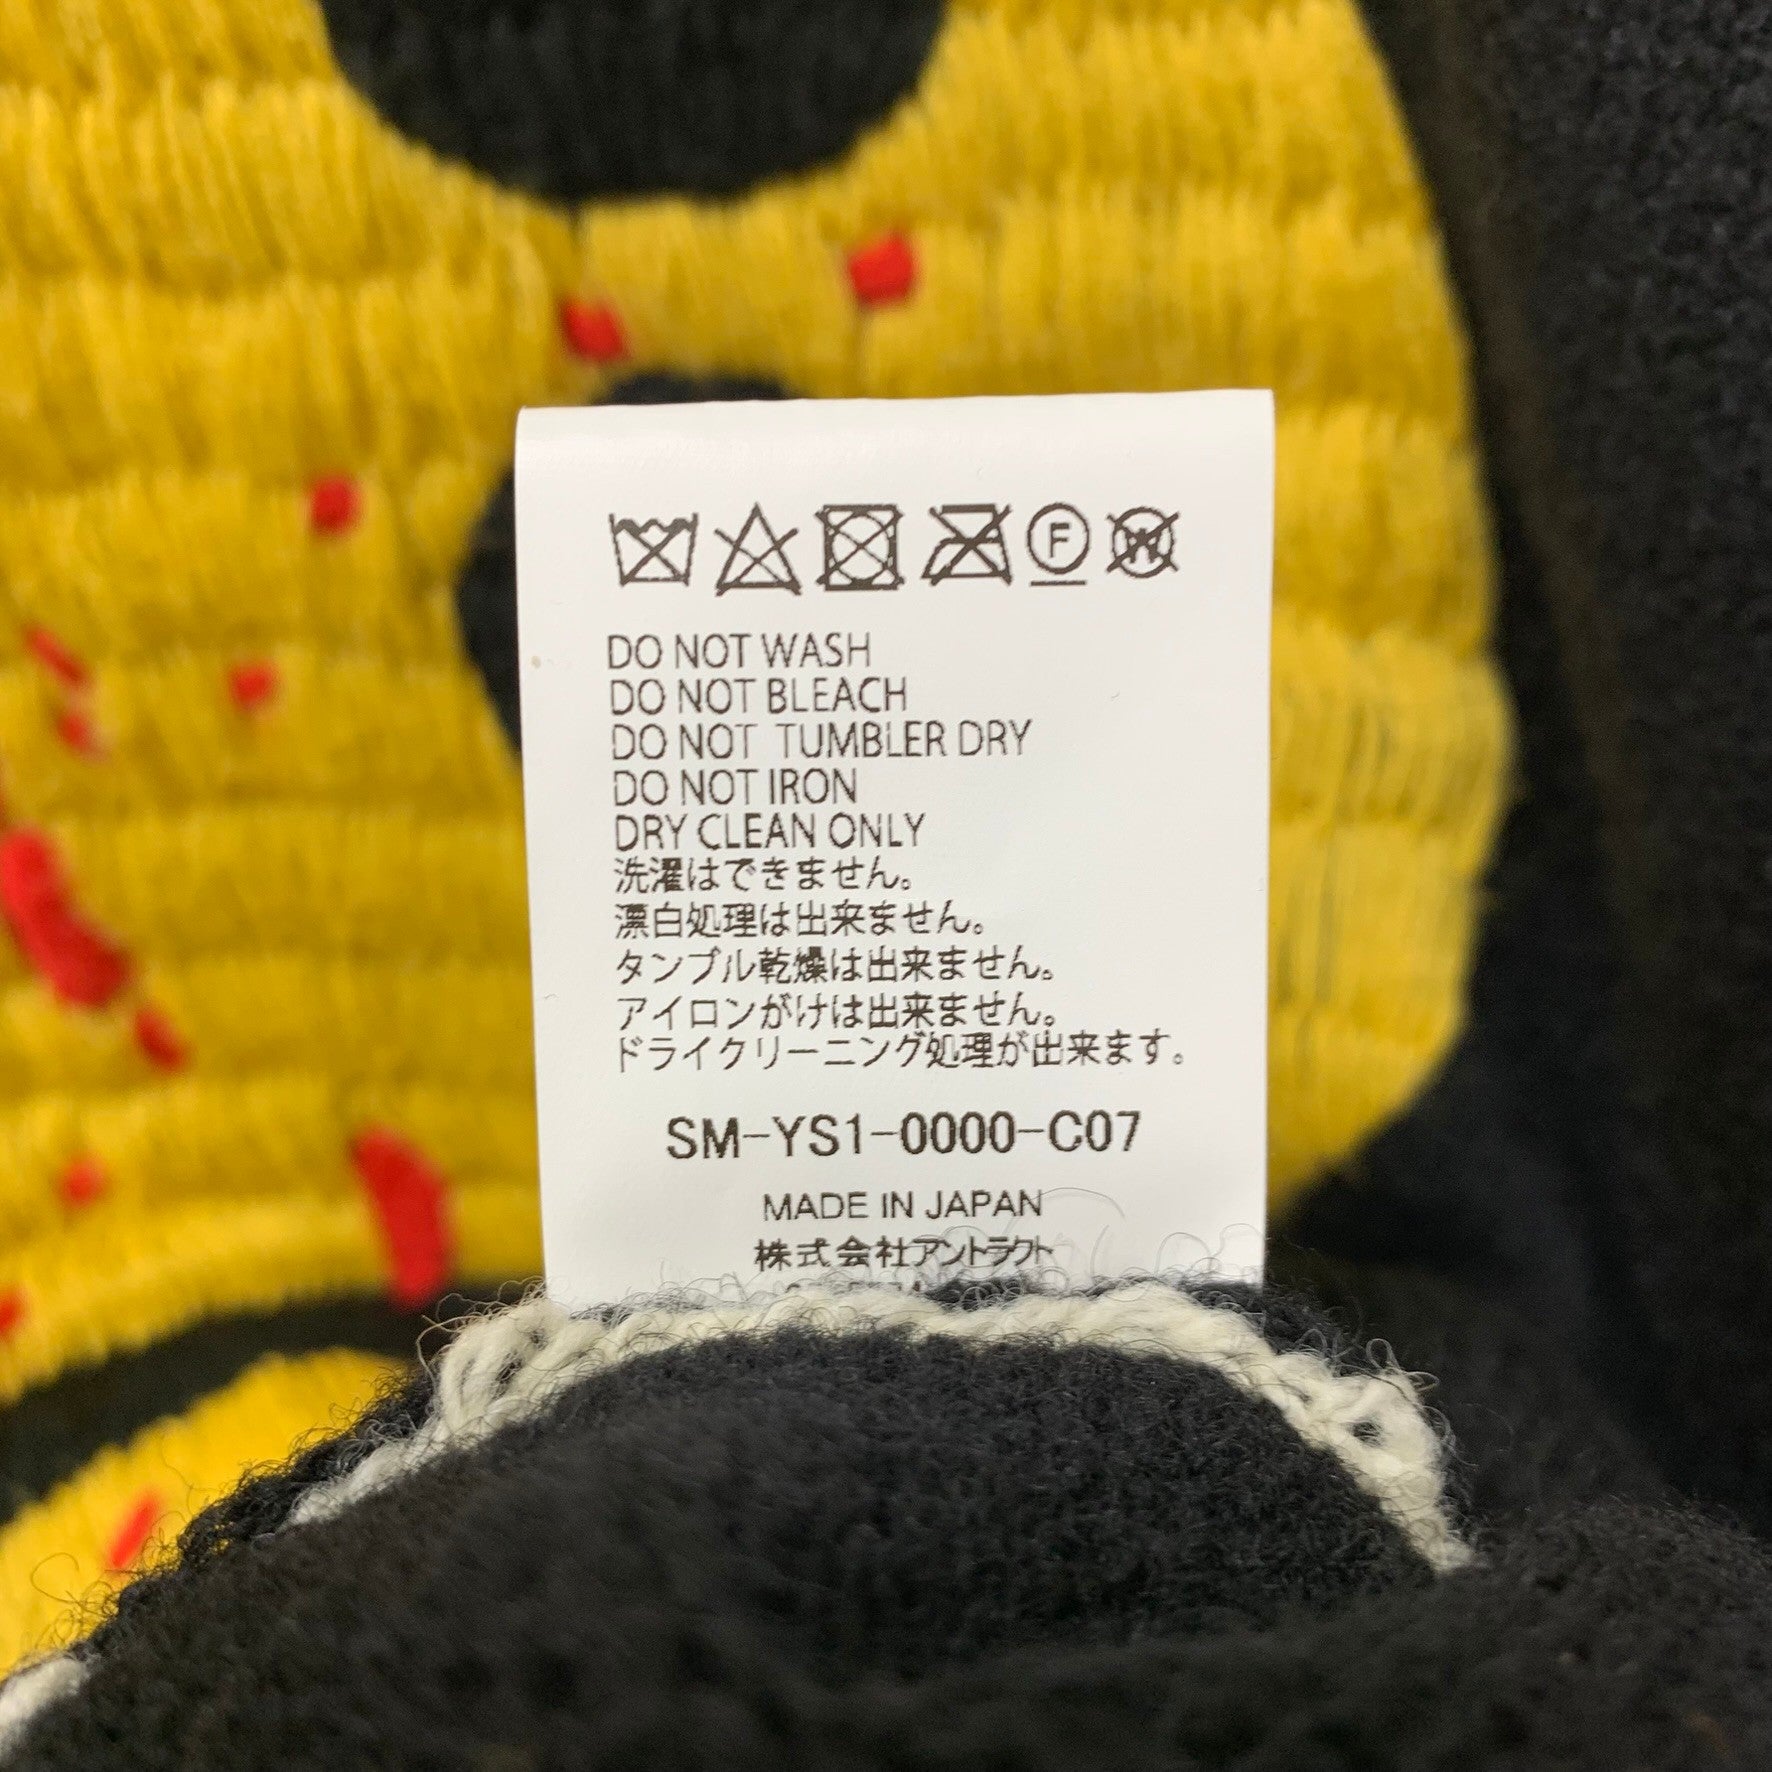 F
W
DO NOT WASH
DO NOT BLEACH
DO NOT TUMBLER DRY
DO NOT IRON
DRY CLEAN ONLY
洗濯はできません。
漂白処理は出来ません。
タンブル乾燥は出来ません。
アイロンがけは出来ません。
ドライクリーニング処理が出来ます。
SM-YS1-0000-C07
MADE IN JAPAN
株式会社アントラクト